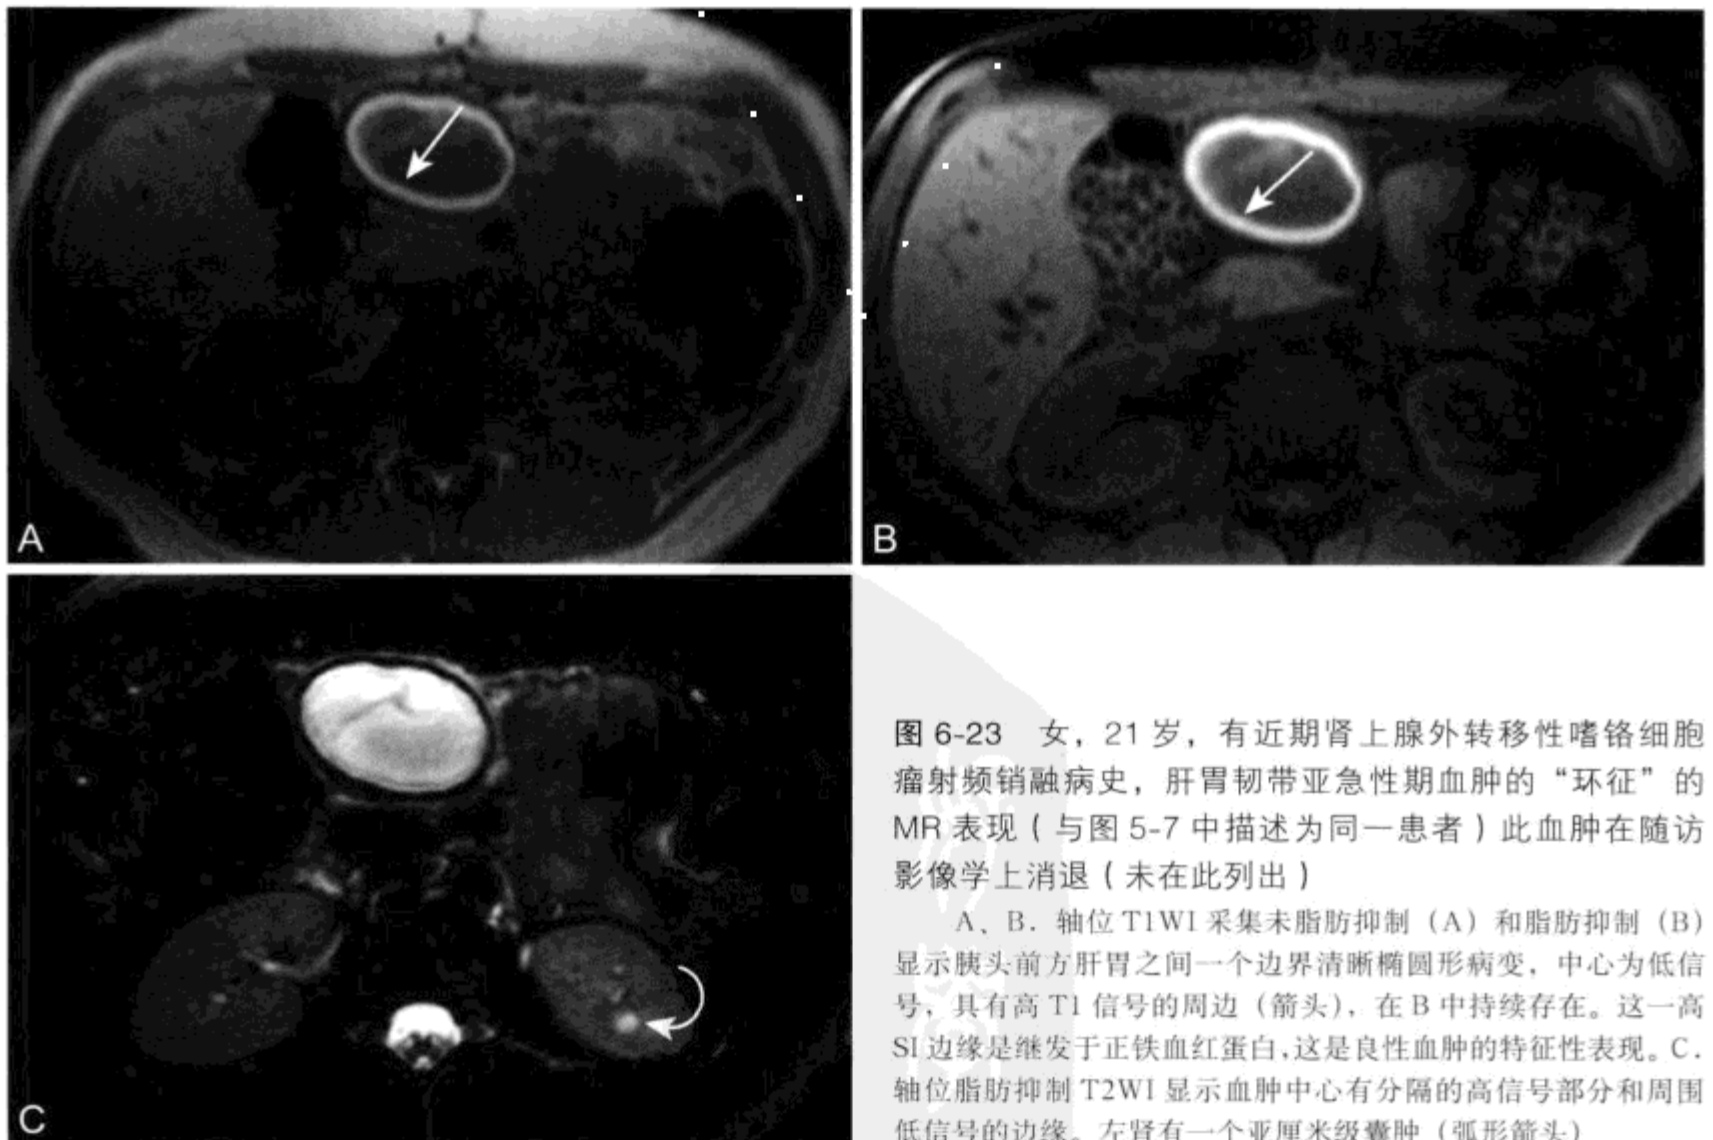 A
B
C
图 6-23 女，21 岁，有近期肾上腺外转移性嗜铬细胞
瘤射频销融病史，肝胃韧带亚急性期血肿的“环征”的
MR 表现（与图 5-7 中描述为同一患者）此血肿在随访
影像学上消退（未在此列出）
A、B. 轴位 T1WI 采集未脂肪抑制（A）和脂肪抑制（B）
显示胰头前方肝胃之间一个边界清晰椭圆形病变，中心为低信
号，具有高 T1 信号的周边（箭头），在 B 中持续存在。这一高
SI 边缘是继发于正铁血红蛋白，这是良性血肿的特征性表现。C.
轴位脂肪抑制 T2WI 显示血肿中心有分隔的高信号部分和周围
低信号的边缘。左肾有一个亚厘米级囊肿（弧形箭头）